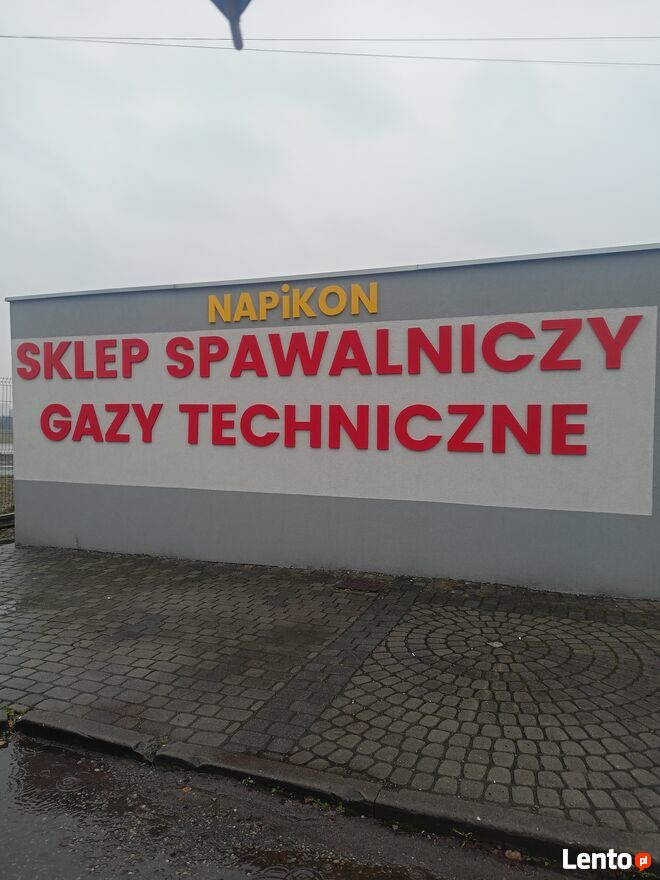 NAPiKON
SKLEP SPAWALNICZY
GAZY TECHNICZNE
Lento.pl